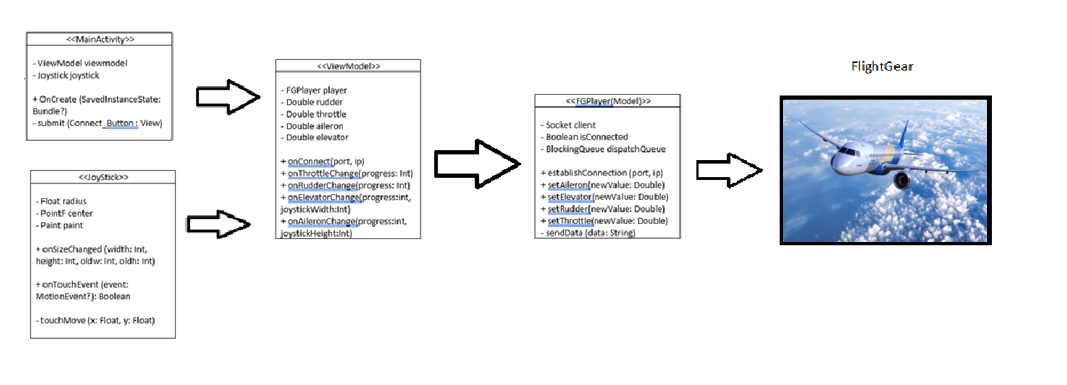 <<MainActivity>>
- ViewModel viewmodel
- Joystick joystick
+ OnCreate (SavedInstanceState:
Bundle?)
- submit (Connect_Button : View)
<<JoyStick>>
- Float radius
- PointF center
- Paint paint
+ onSizeChanged (width: Int,
height: Int, oldw: Int, oldh: Int)
+ onTouchEvent (event:
MotionEvent?): Boolean
- touchMove (x: Float, y: Float)
<<ViewModel>>
- FGPlayer player
- Double rudder
- Double throttle
- Double aileron
- Double elevator
+ onConnect(port, ip)
+ onThrottleChange(progress: Int)
+ onRudderChange(progress: Int)
+ onElevatorChange(progress:int,
joystickWidth:Int)
+ onAileronChange(progress:int,
joystickHeight:Int)
<<FGPlayer(Model)>>
- Socket client
- Boolean isConnected
- BlockingQueue dispatchQueue
+ establishConnection (port, ip)
+ setAileron(newValue: Double)
+ setElevator(newValue: Double)
+ setRudder(newValue: Double)
+ setThrottle(newValue: Double)
- sendData (data: String)
FlightGear